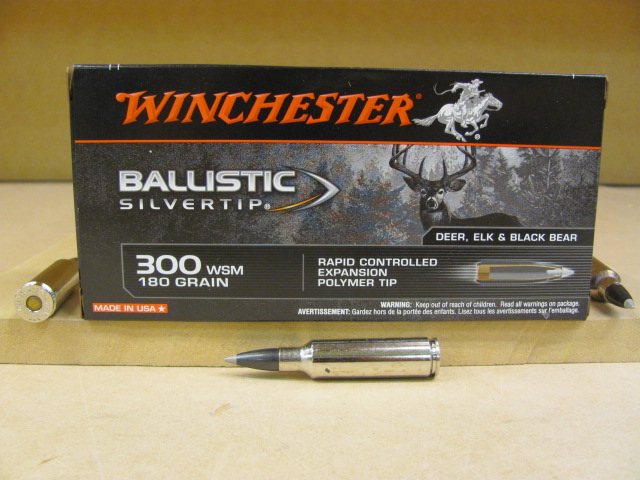 WINCHESTER®
BALLISTIC
SILVERTIP®
DEER, ELK & BLACK BEAR
300 WSM
180 GRAIN
RAPID CONTROLLED
EXPANSION
POLYMER TIP
MADE IN USA ★
WARNING: Keep out of reach of children. Read all warnings on package.
AVERTISSEMENT: Gardez hors de la portée des enfants. Lisez tous les avertissements sur l'emballage.